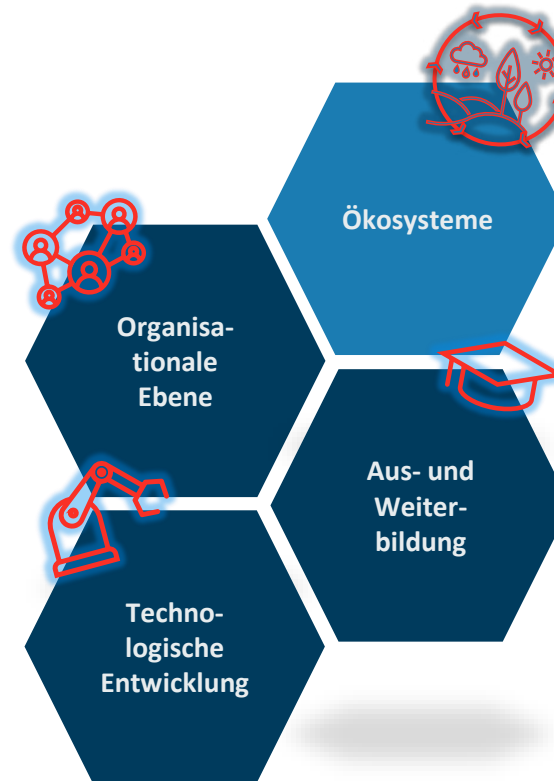 Ökosysteme
Organisa-
tionale
Ebene
Aus- und
Weiter-
bildung
Techno-
logische
Entwicklung